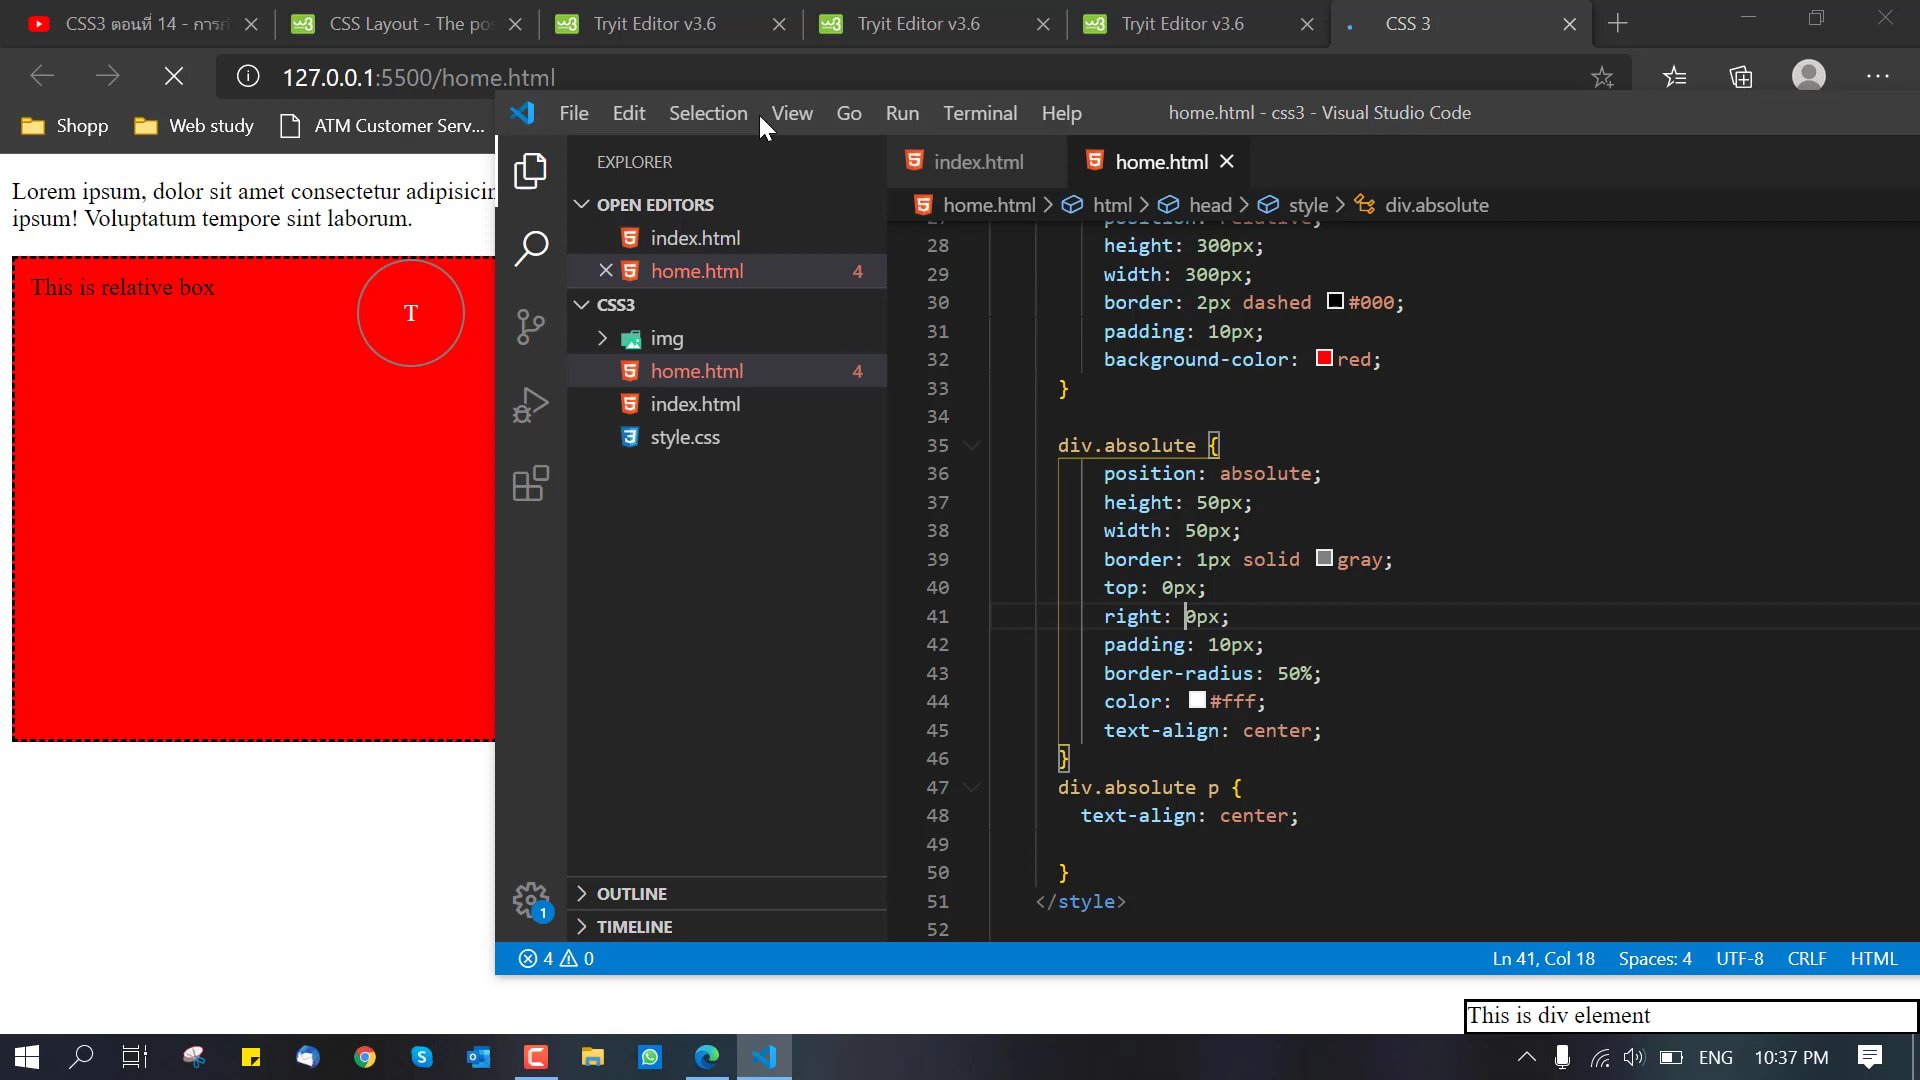 CSS3 ตอนที่ 14 - การ
CSS Layout - The po
Tryit Editor v3.6
Tryit Editor v3.6
Tryit Editor v3.6
CSS 3
127.0.0.1:5500/home.html
Shopp
Web study
ATM Customer Serv...
File Edit Selection View Go Run Terminal Help
home.html - css3 - Visual Studio Code
Lorem ipsum, dolor sit amet consectetur adipisicin
ipsum! Voluptatum tempore sint laborum.
This is relative box
T
EXPLORER
OPEN EDITORS
index.html
home.html 4
CSS3
img
home.html 4
index.html
style.css
OUTLINE
TIMELINE
index.html
home.html
home.html > html > head > style > div.absolute
position: relative;
28 height: 300px;
29 width: 300px;
30 border: 2px dashed #000;
31 padding: 10px;
32 background-color: red;
33 }
34
35 div.absolute {
36 position: absolute;
37 height: 50px;
38 width: 50px;
39 border: 1px solid gray;
40 top: 0px;
41 right: 0px;
42 padding: 10px;
43 border-radius: 50%;
44 color: #fff;
45 text-align: center;
46 }
47 div.absolute p {
48 text-align: center;
49
50 }
51 </style>
52
4 0
Ln 41, Col 18 Spaces: 4 UTF-8 CRLF HTML
1
This is div element
ENG 10:37 PM